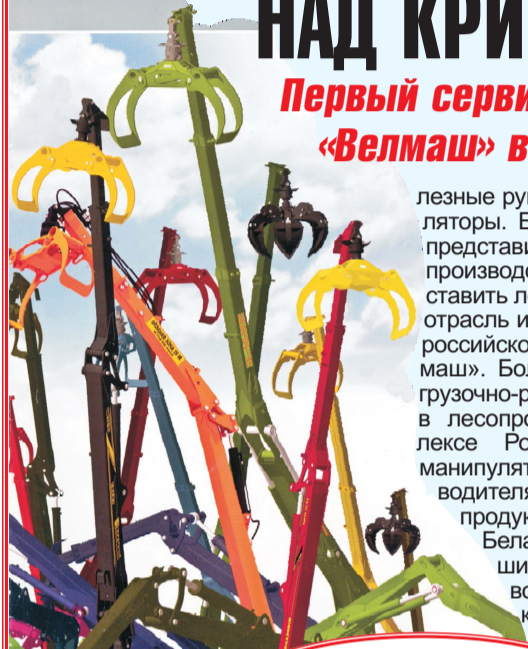 НАД КРИ
Первый серви
«Велмаш» в
лезные ру
ляторы. В
представи
производ
ставить л
отрасль и
российско
маш». Бол
грузочно-р
в лесопро
лексе Ро
манипулят
водителя
продук
Бела
ши
во
к